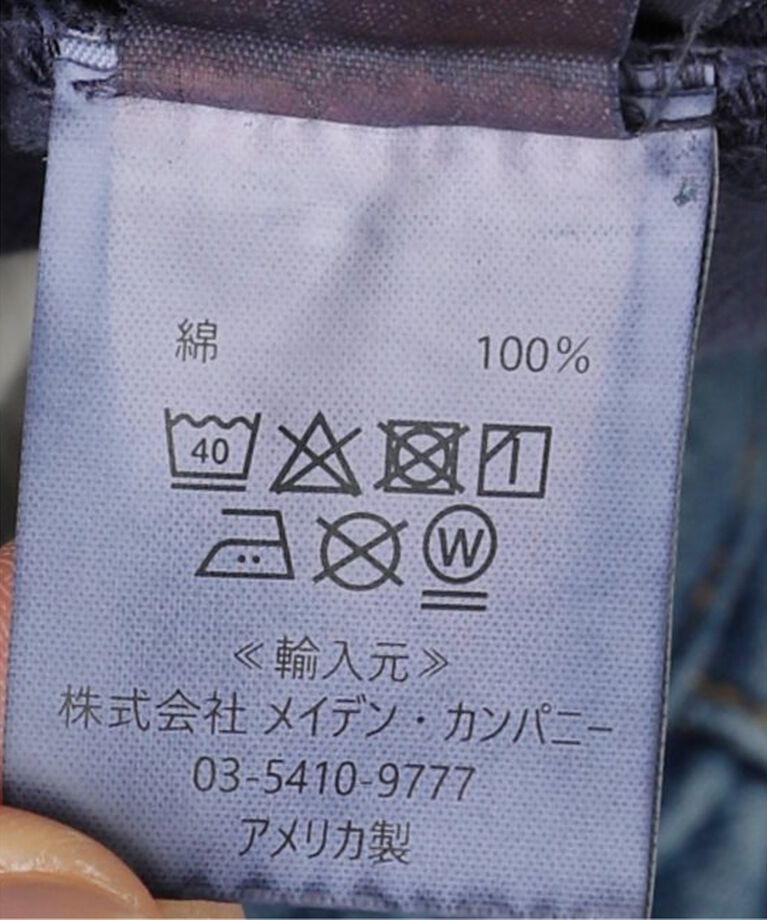 綿 100%
40
W
≪輸入元≫
株式会社 メイデン・カンパニー
03-5410-9777
アメリカ製